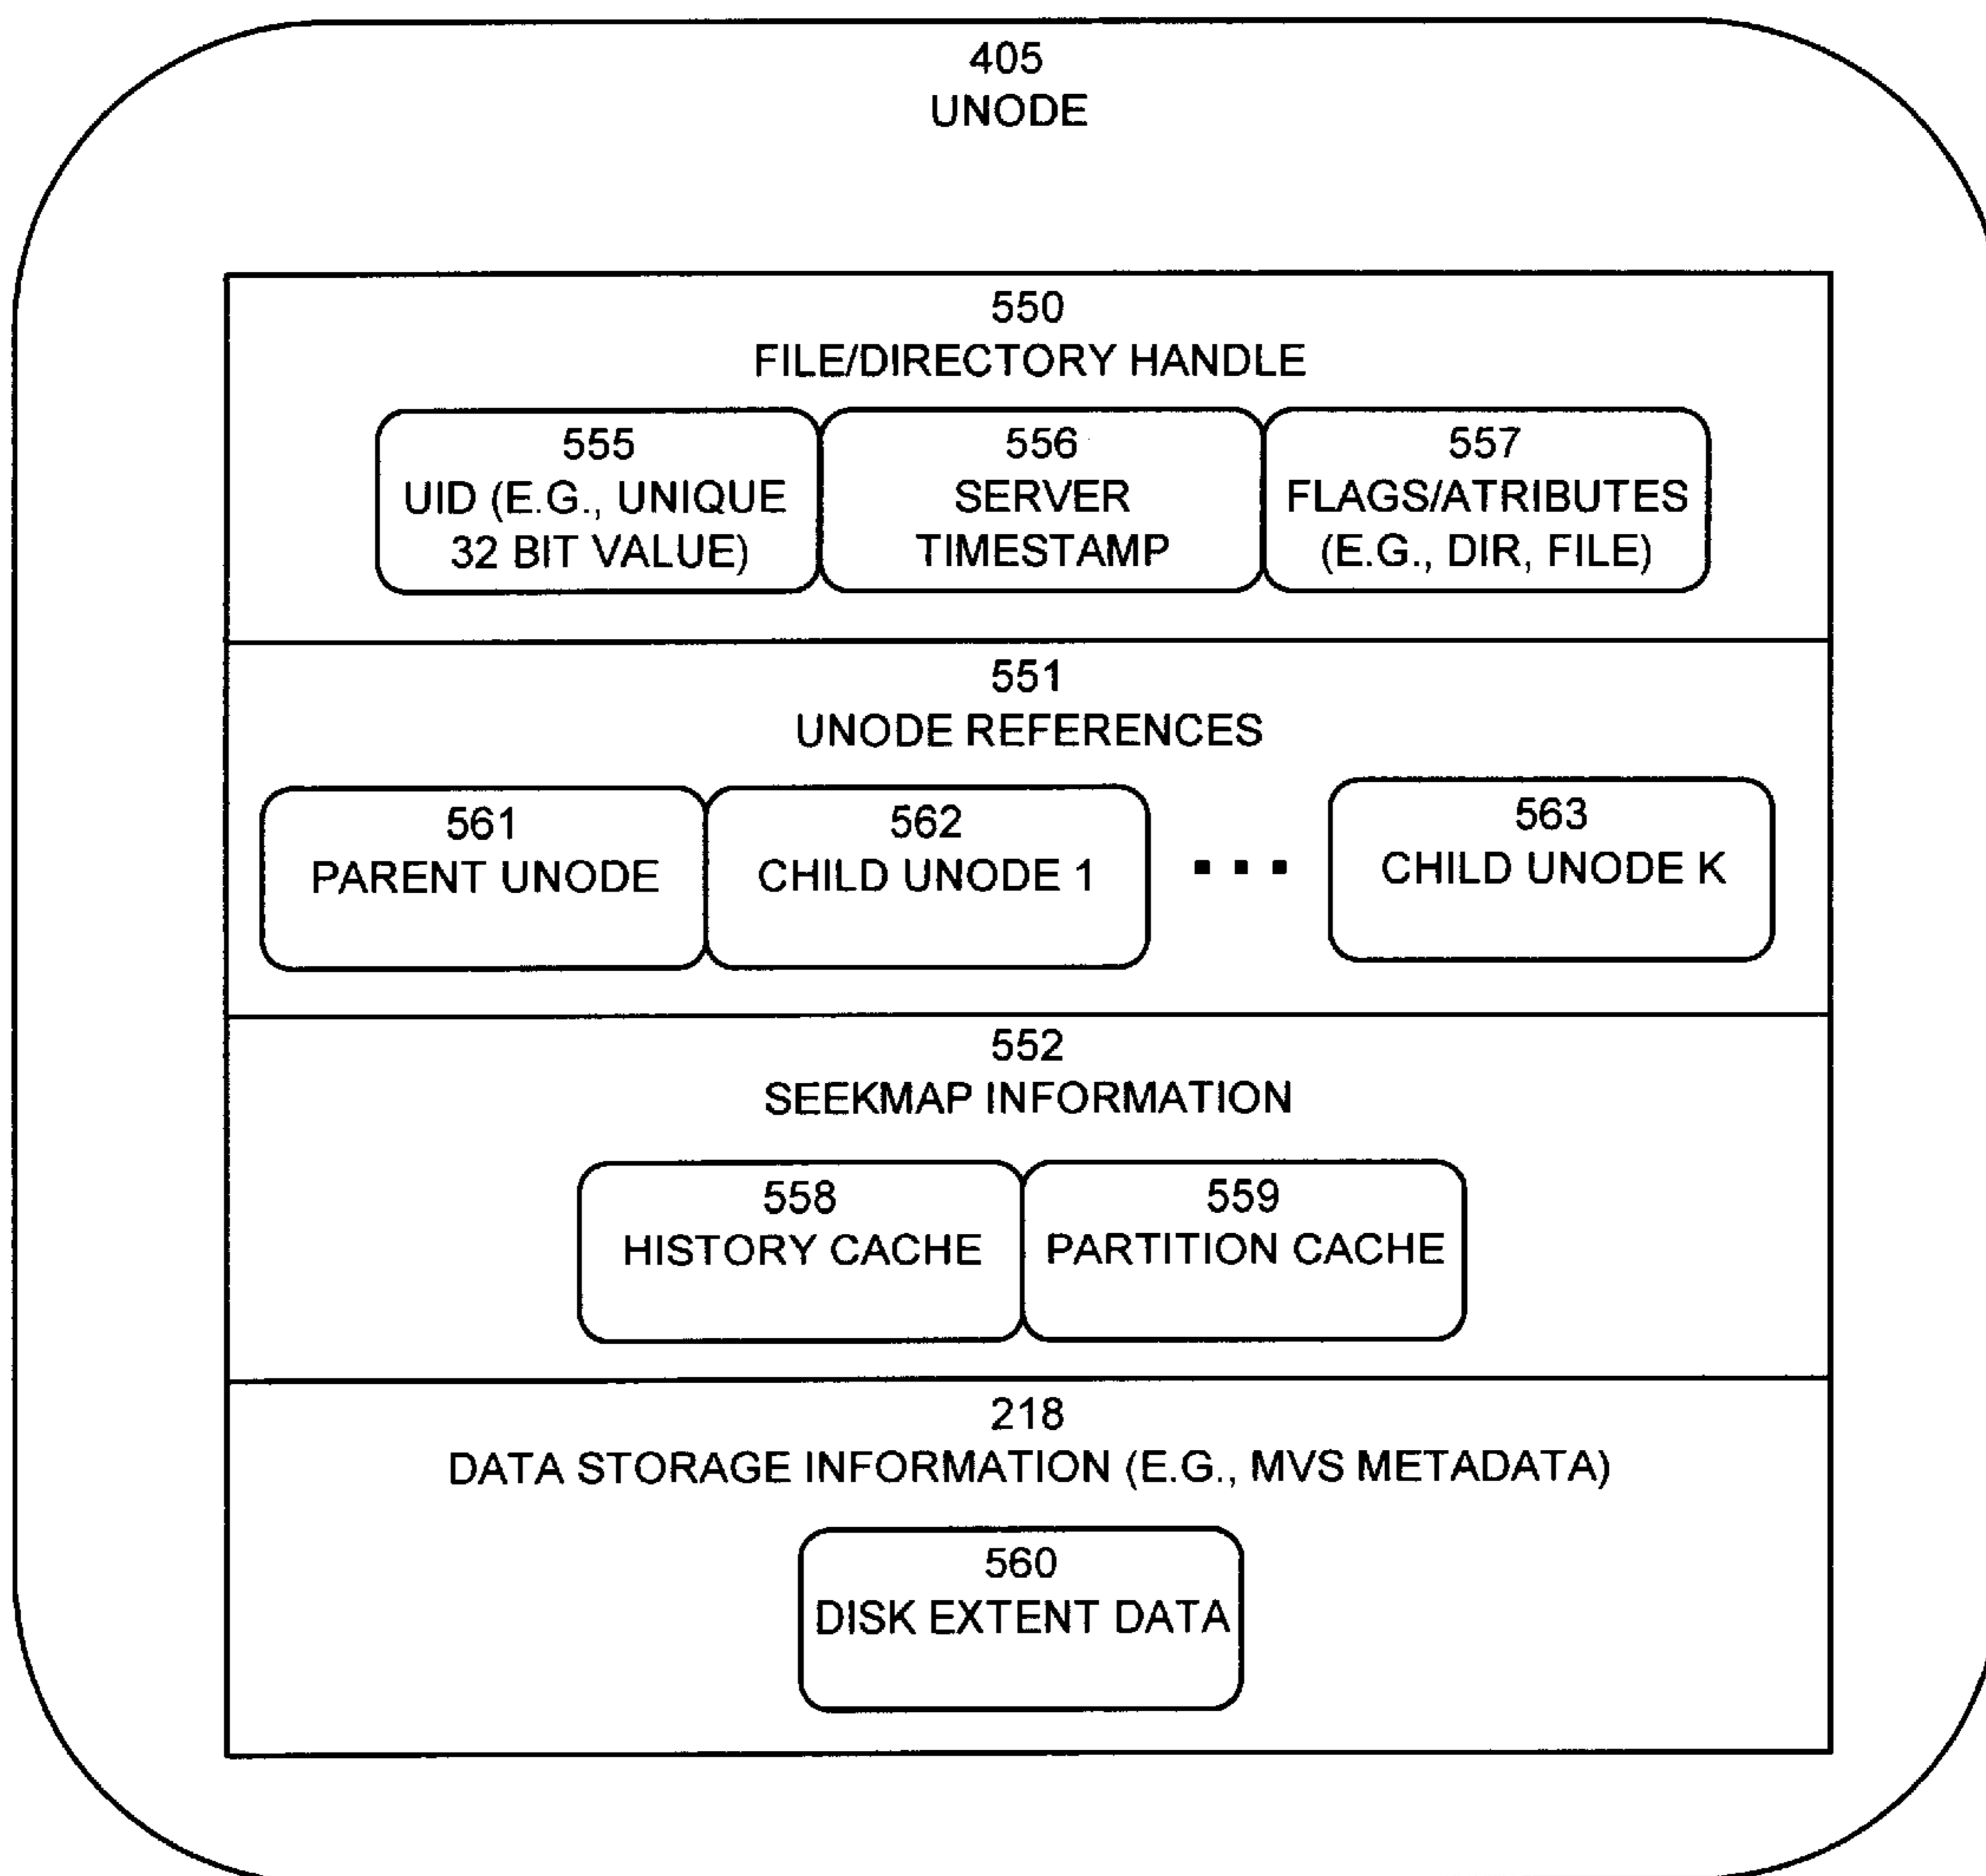 405
UNODE
550
FILE/DIRECTORY HANDLE
555
UID (E.G., UNIQUE
32 BIT VALUE)
556
SERVER
TIMESTAMP
557
FLAGS/ATRIBUTES
(E.G., DIR, FILE)
551
UNODE REFERENCES
561
PARENT UNODE
562
CHILD UNODE 1
...
563
CHILD UNODE K
552
SEEKMAP INFORMATION
558
HISTORY CACHE
559
PARTITION CACHE
218
DATA STORAGE INFORMATION (E.G., MVS METADATA)
560
DISK EXTENT DATA